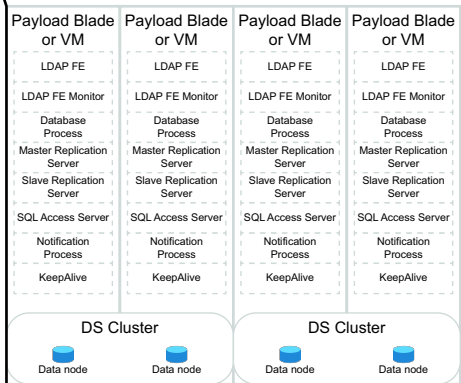 Payload Blade
or VM
LDAP FE
LDAP FE Monitor
Database
Process
Master Replication
Server
Slave Replication
Server
SQL Access Server
Notification
Process
KeepAlive
Payload Blade
or VM
LDAP FE
LDAP FE Monitor
Database
Process
Master Replication
Server
Slave Replication
Server
SQL Access Server
Notification
Process
KeepAlive
Payload Blade
or VM
LDAP FE
LDAP FE Monitor
Database
Process
Master Replication
Server
Slave Replication
Server
SQL Access Server
Notification
Process
KeepAlive
Payload Blade
or VM
LDAP FE
LDAP FE Monitor
Database
Process
Master Replication
Server
Slave Replication
Server
SQL Access Server
Notification
Process
KeepAlive
DS Cluster
Data node
Data node
DS Cluster
Data node
Data node